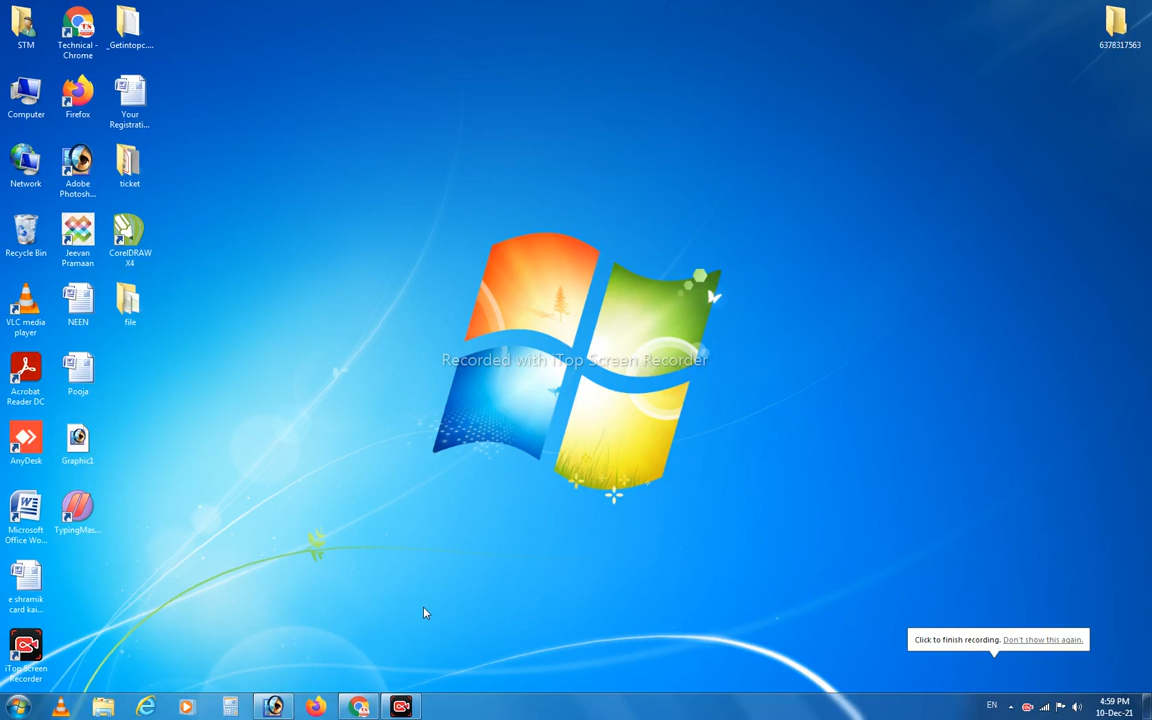 STM
Technical - Chrome
_Getintopc....
6378317563
Computer
Firefox
Your Registrati...
Network
Adobe Photosh...
ticket
Recycle Bin
Jeevan Pramaan
CorelDRAW X4
VLC media player
NEEN
file
Recorded with iTop Screen Recorder
Acrobat Reader DC
Pooja
AnyDesk
Graphic1
Microsoft Office Wo...
TypingMas...
e shramik card kai...
iTop Screen Recorder
Click to finish recording. Don't show this again.
EN
4:59 PM
10-Dec-21